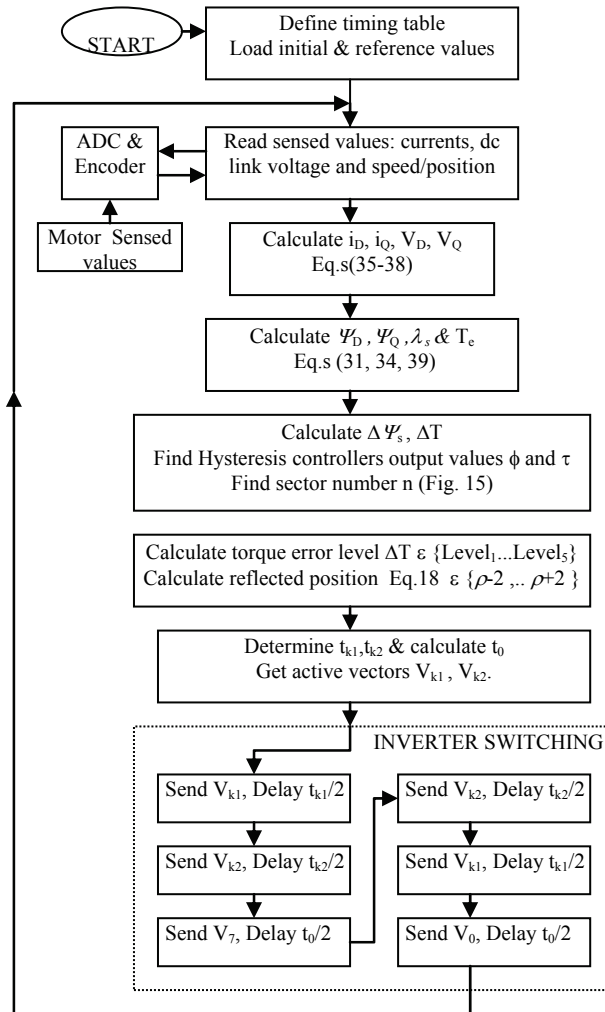 START
Define timing table
Load initial & reference values
ADC &
Encoder
Read sensed values: currents, dc
link voltage and speed/position
Motor Sensed
values
Calculate i_D, i_Q, V_D, V_Q
Eq.s(35-38)
Calculate Ψ_D , Ψ_Q , λ_s & T_e
Eq.s (31, 34, 39)
Calculate Δ Ψ_s , ΔT
Find Hysteresis controllers output values ϕ and τ
Find sector number n (Fig. 15)
Calculate torque error level ΔT ε {Level_1...Level_5}
Calculate reflected position Eq.18 ε {ρ-2 ,.. ρ+2 }
Determine t_k1,t_k2 & calculate t_0
Get active vectors V_k1 , V_k2.
INVERTER SWITCHING
Send V_k1, Delay t_k1/2
Send V_k2, Delay t_k2/2
Send V_7, Delay t_0/2
Send V_k2, Delay t_k2/2
Send V_k1, Delay t_k1/2
Send V_0, Delay t_0/2